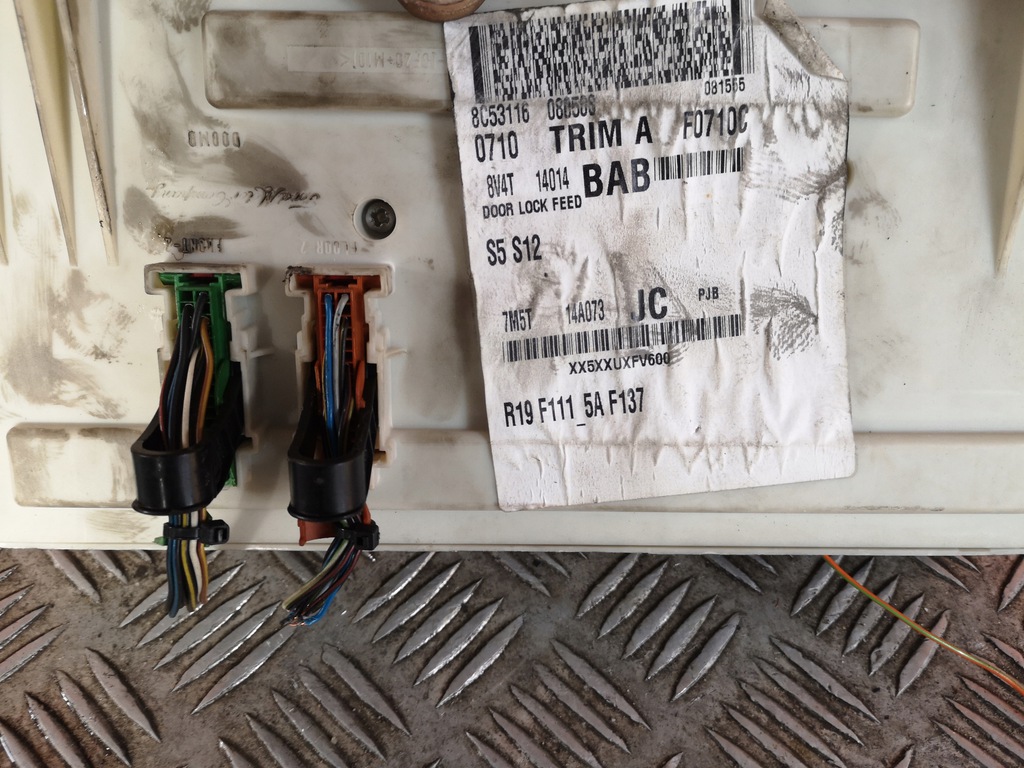 081565
8C53116 080508
0710 TRIM A F0710C
8V4T 14014 BAB
DOOR LOCK FEED
S5 S12
7M5T 14A073 JC PJB
XX5XXUXFV600
R19 F111_5A F137